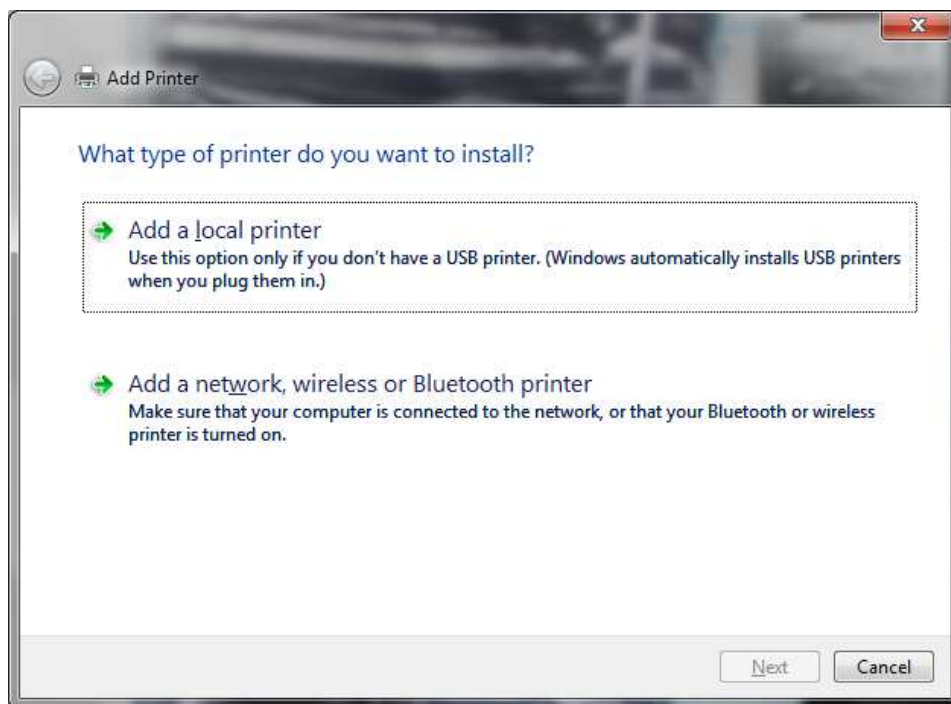 Add Printer
What type of printer do you want to install?
Add a local printer
Use this option only if you don't have a USB printer. (Windows automatically installs USB printers
when you plug them in.)
Add a network, wireless or Bluetooth printer
Make sure that your computer is connected to the network, or that your Bluetooth or wireless
printer is turned on.
Next
Cancel